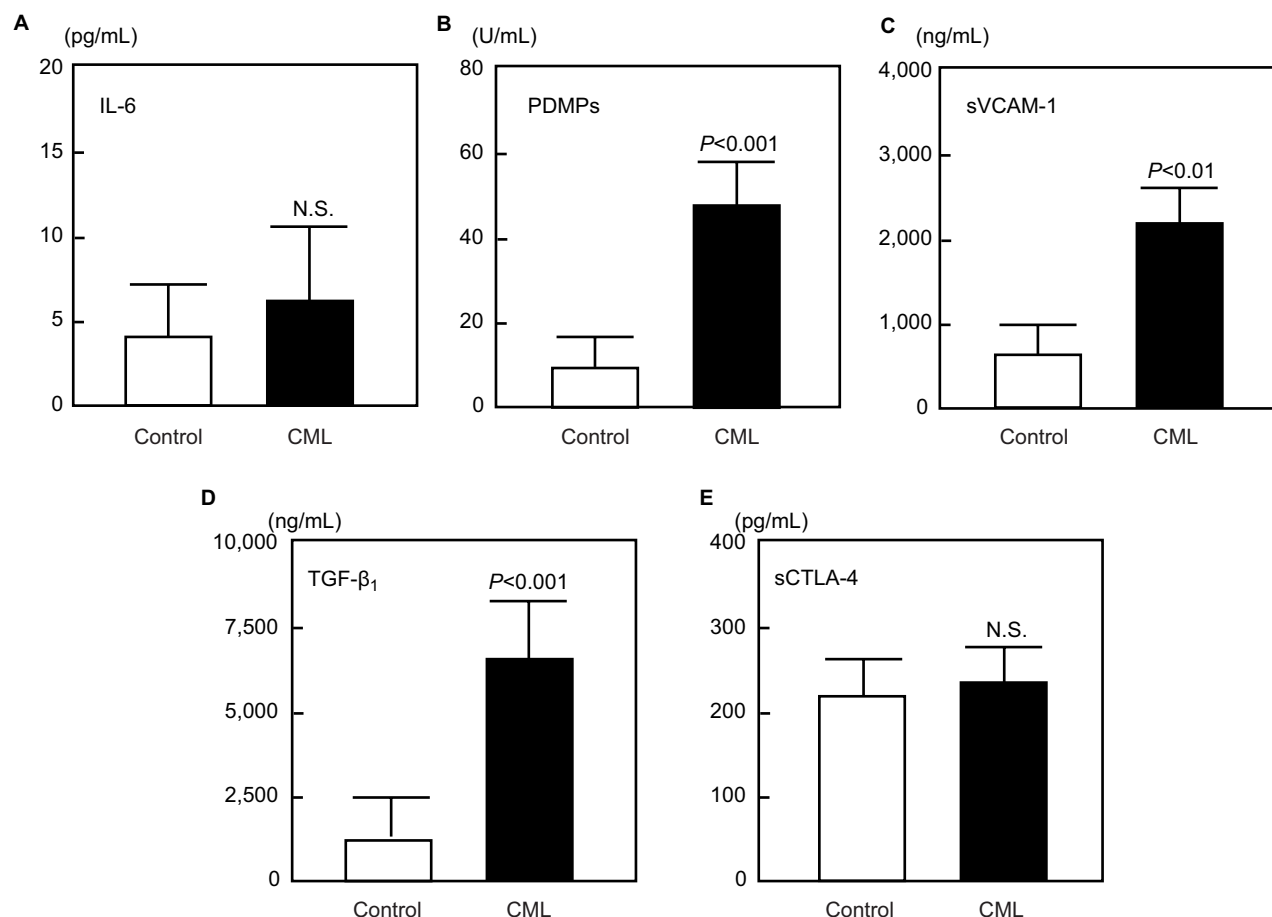 A
(pg/mL)
20
15
10
5
0
IL-6
N.S.
Control
CML
B
(U/mL)
80
60
40
20
0
PDMPs
P<0.001
Control
CML
C
(ng/mL)
4,000
3,000
2,000
1,000
0
sVCAM-1
P<0.01
Control
CML
D
(ng/mL)
10,000
7,500
5,000
2,500
0
TGF-β₁
P<0.001
Control
CML
E
(pg/mL)
400
300
200
100
0
sCTLA-4
N.S.
Control
CML